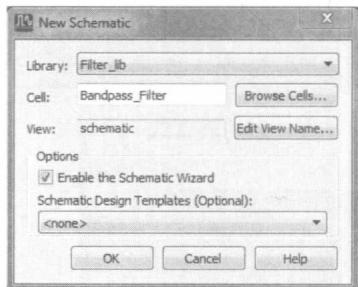 New Schematic
Library: Filter_lib
Cell: Bandpass_Filter Browse Cells...
View: schematic Edit View Name...
Options
Enable the Schematic Wizard
Schematic Design Templates (Optional):
<none>
OK Cancel Help